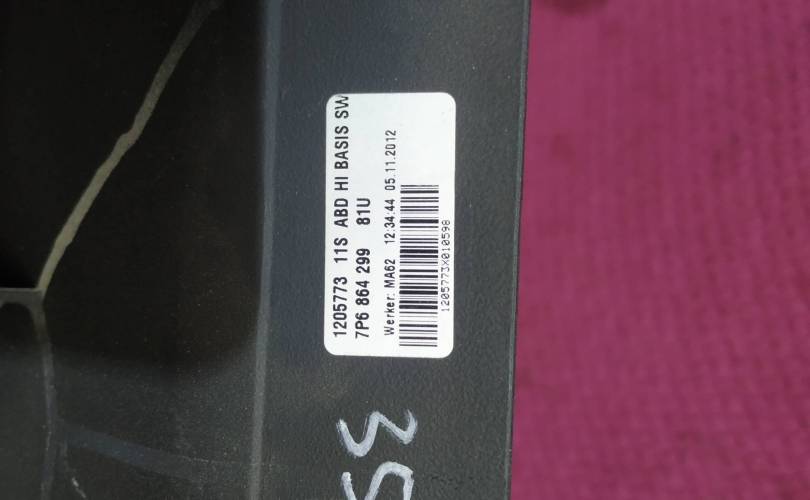 1205773 11S ABD HI BASIS SW
7P6 864 299 81U
Werker: MA62 12:34:44 05.11.2012
1205773X010598